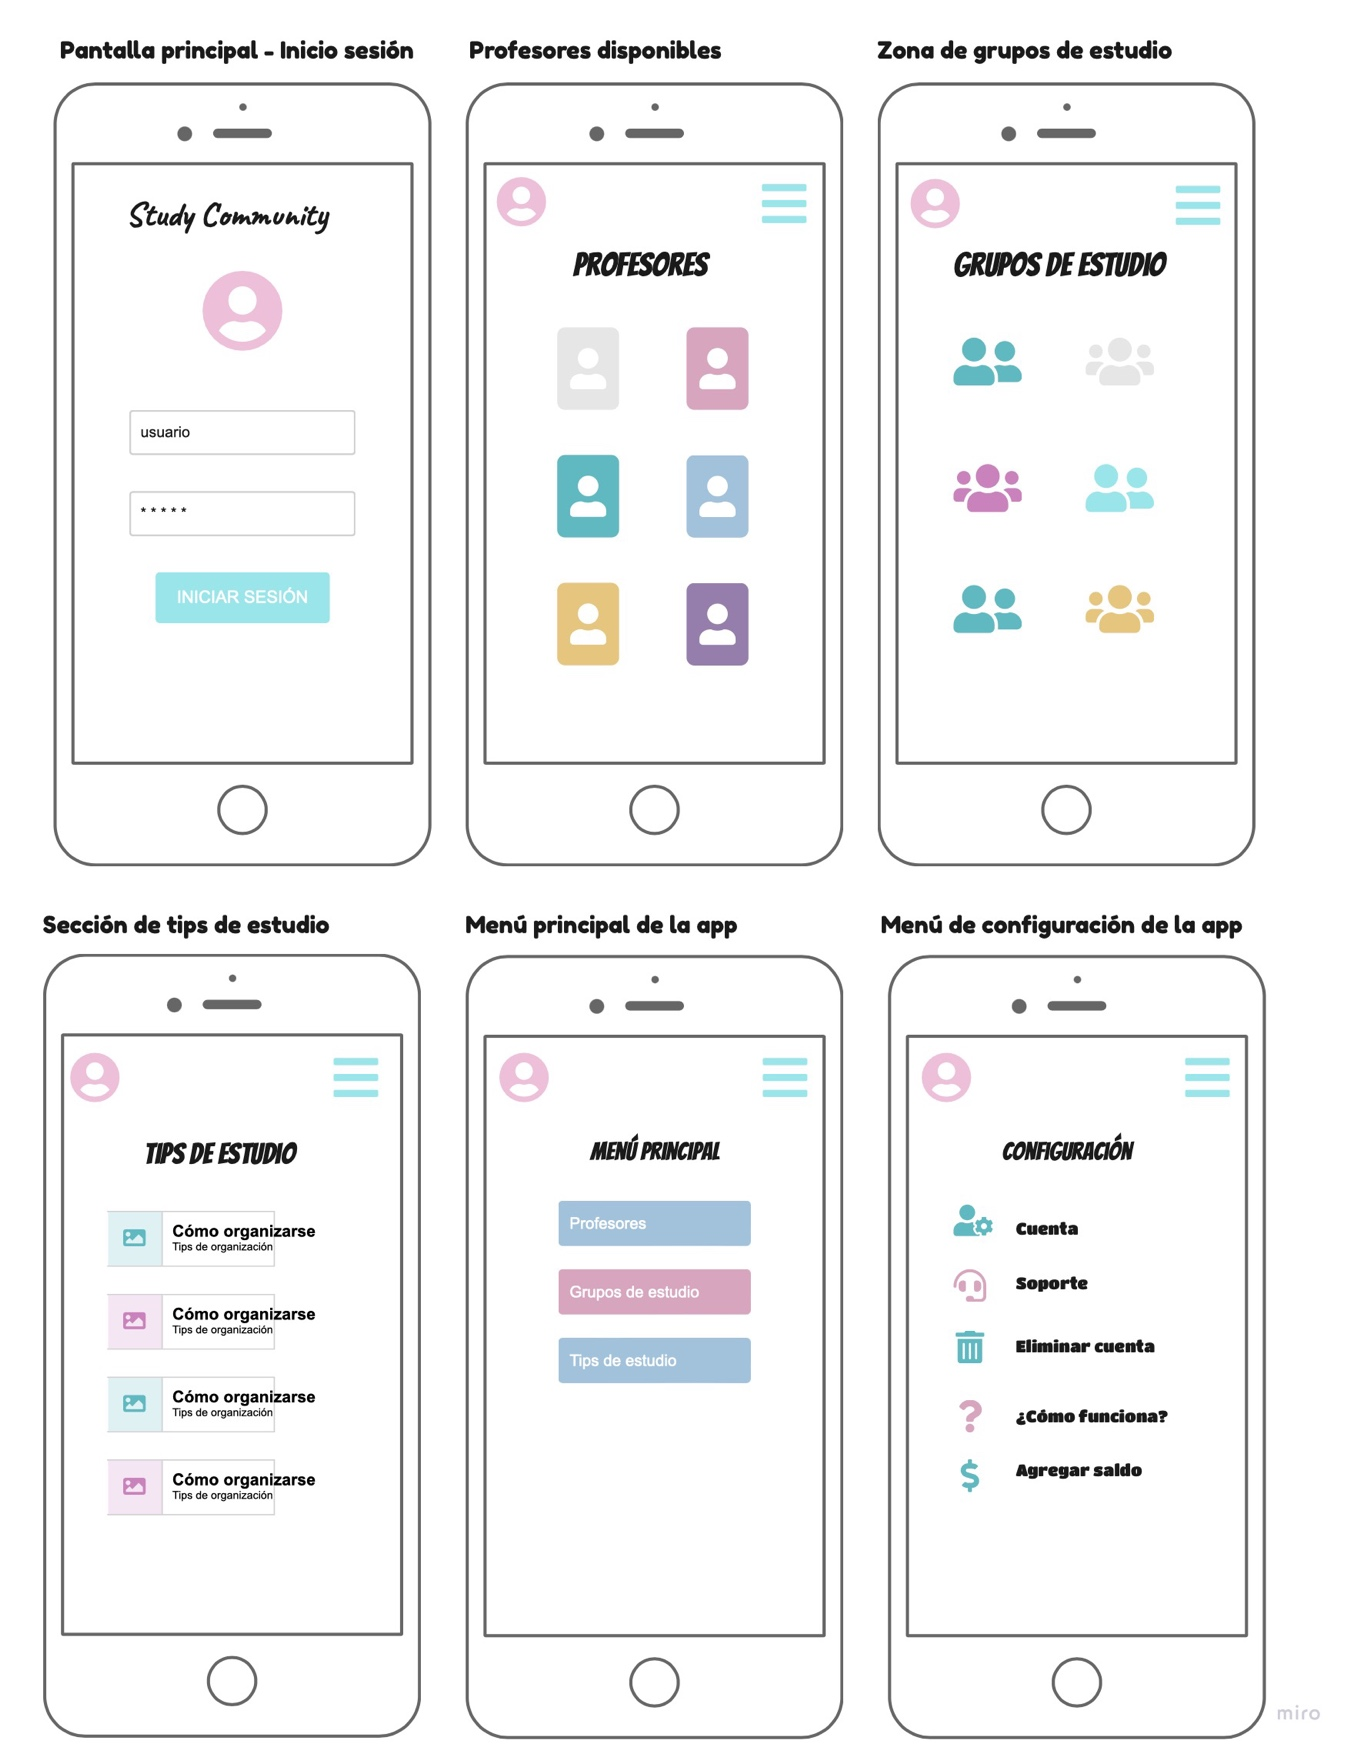 Pantalla principal - Inicio sesión
Profesores disponibles
Zona de grupos de estudio
Study Community
usuario
* * * * *
INICIAR SESIÓN
PROFESORES
GRUPOS DE ESTUDIO
Sección de tips de estudio
Menú principal de la app
Menú de configuración de la app
TIPS DE ESTUDIO
Cómo organizarse
Tips de organización
Cómo organizarse
Tips de organización
Cómo organizarse
Tips de organización
Cómo organizarse
Tips de organización
MENÚ PRINCIPAL
Profesores
Grupos de estudio
Tips de estudio
CONFIGURACIÓN
Cuenta
Soporte
Eliminar cuenta
¿Cómo funciona?
Agregar saldo
miro